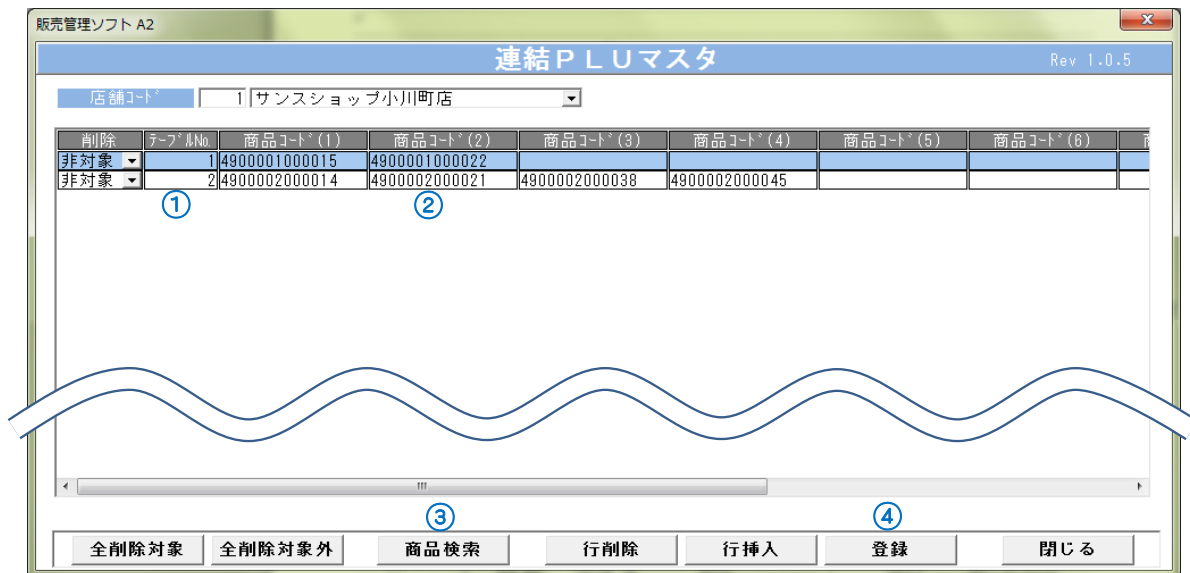 販売管理ソフト A2
連結ＰＬＵマスタ Rev 1.0.5
店舗ｺｰﾄﾞ 1 サンスショップ小川町店
削除 ﾃｰﾌﾞﾙNo. 商品ｺｰﾄﾞ(1) 商品ｺｰﾄﾞ(2) 商品ｺｰﾄﾞ(3) 商品ｺｰﾄﾞ(4) 商品ｺｰﾄﾞ(5) 商品ｺｰﾄﾞ(6)
非対象 1 4900001000015 4900001000022
非対象 2 4900002000014 4900002000021 4900002000038 4900002000045
① ②
③ ④
全削除対象 全削除対象外 商品検索 行削除 行挿入 登録 閉じる